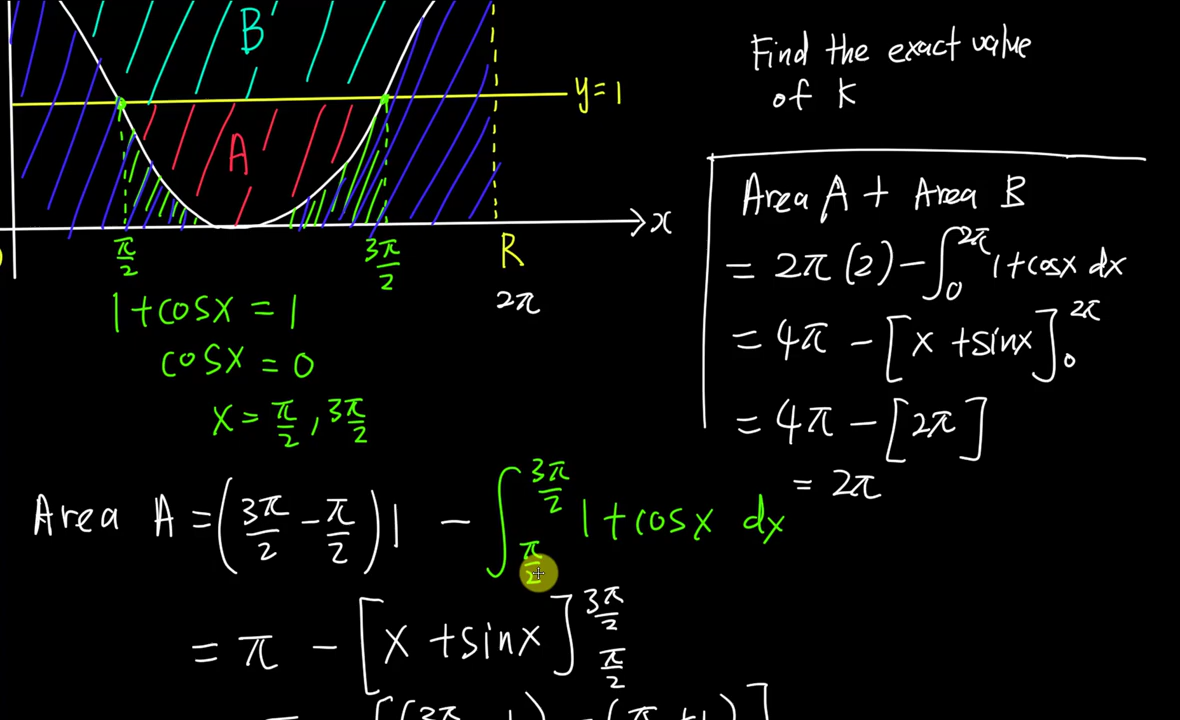 B
Find the exact value
of K
y=1
A
π/2
3π/2
R
x
2π
1+cosx = 1
cosx = 0
x = π/2, 3π/2
Area A + Area B
= 2π(2) - ∫_0^{2π} 1+cosx dx
= 4π - [x + sinx]_0^{2π}
= 4π - [2π]
= 2π
Area A = (3π/2 - π/2) 1 - ∫_{π/2}^{3π/2} 1+cosx dx
= π - [x + sinx]_{π/2}^{3π/2}